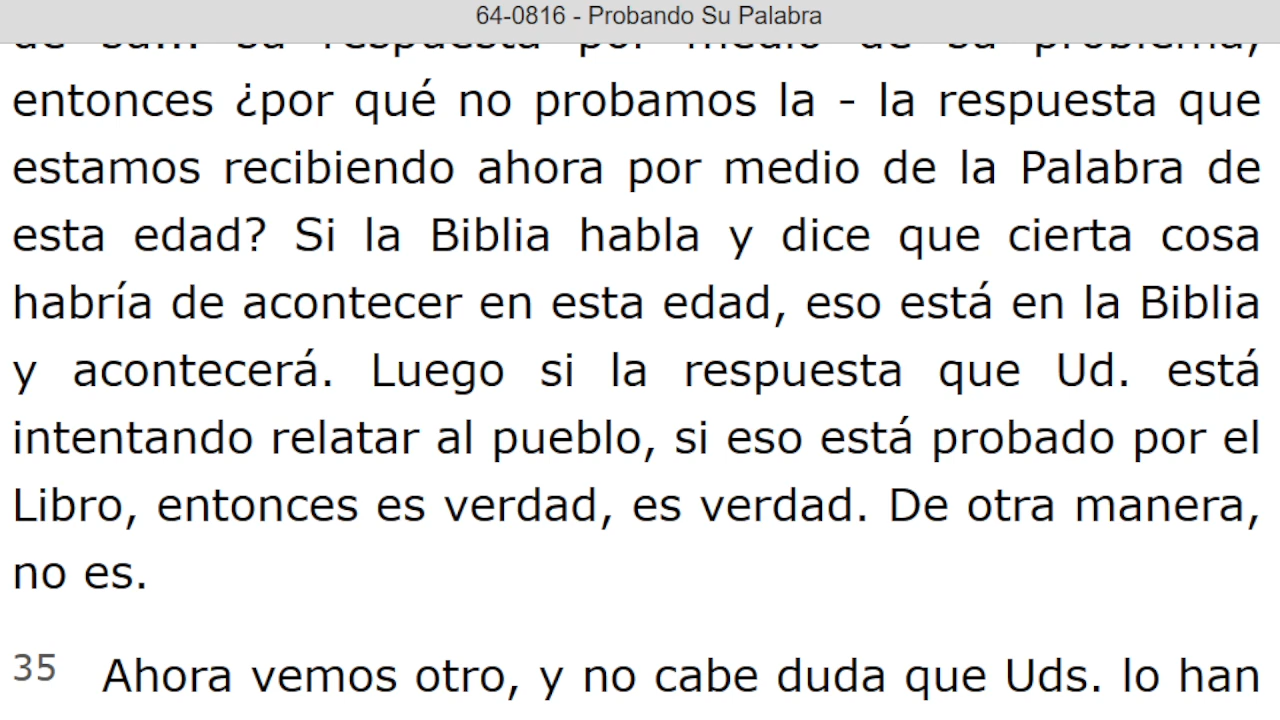 64-0816 - Probando Su Palabra
entonces ¿por qué no probamos la - la respuesta que
estamos recibiendo ahora por medio de la Palabra de
esta edad? Si la Biblia habla y dice que cierta cosa
habría de acontecer en esta edad, eso está en la Biblia
y acontecerá. Luego si la respuesta que Ud. está
intentando relatar al pueblo, si eso está probado por el
Libro, entonces es verdad, es verdad. De otra manera,
no es.
35 Ahora vemos otro, y no cabe duda que Uds. lo han